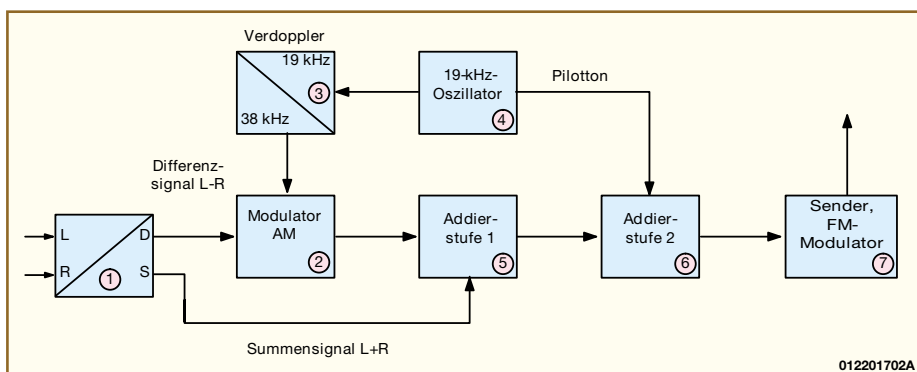 Verdoppler
19 kHz
3
38 kHz
19-kHz-
Oszillator
4
Pilotton
Differenz-
signal L-R
L
D
R
S
1
Modulator
AM
2
Addier-
stufe 1
5
Addier-
stufe 2
6
Sender,
FM-
Modulator
7
Summensignal L+R
012201702A